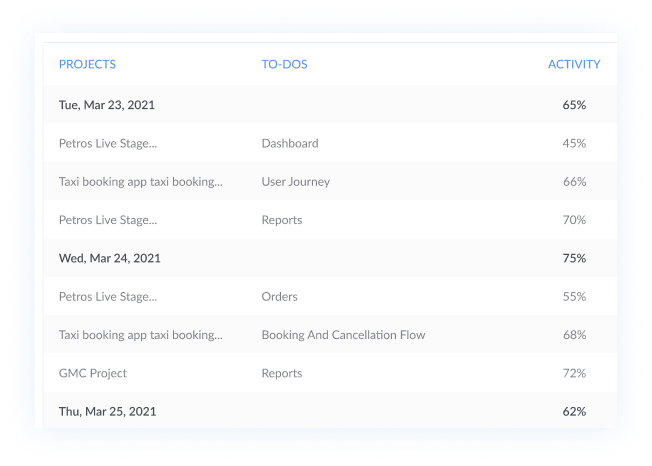 PROJECTS TO-DOS ACTIVITY
Tue, Mar 23, 2021 65%
Petros Live Stage... Dashboard 45%
Taxi booking app taxi booking... User Journey 66%
Petros Live Stage... Reports 70%
Wed, Mar 24, 2021 75%
Petros Live Stage... Orders 55%
Taxi booking app taxi booking... Booking And Cancellation Flow 68%
GMC Project Reports 72%
Thu, Mar 25, 2021 62%